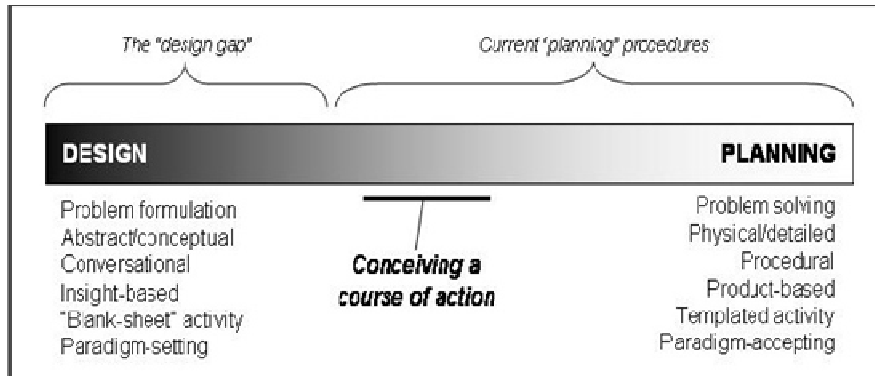 The "design gap"
Current "planning" procedures
DESIGN
PLANNING
Problem formulation
Abstract/conceptual
Conversational
Insight-based
"Blank-sheet" activity
Paradigm-setting
Conceiving a
course of action
Problem solving
Physical/detailed
Procedural
Product-based
Templated activity
Paradigm-accepting